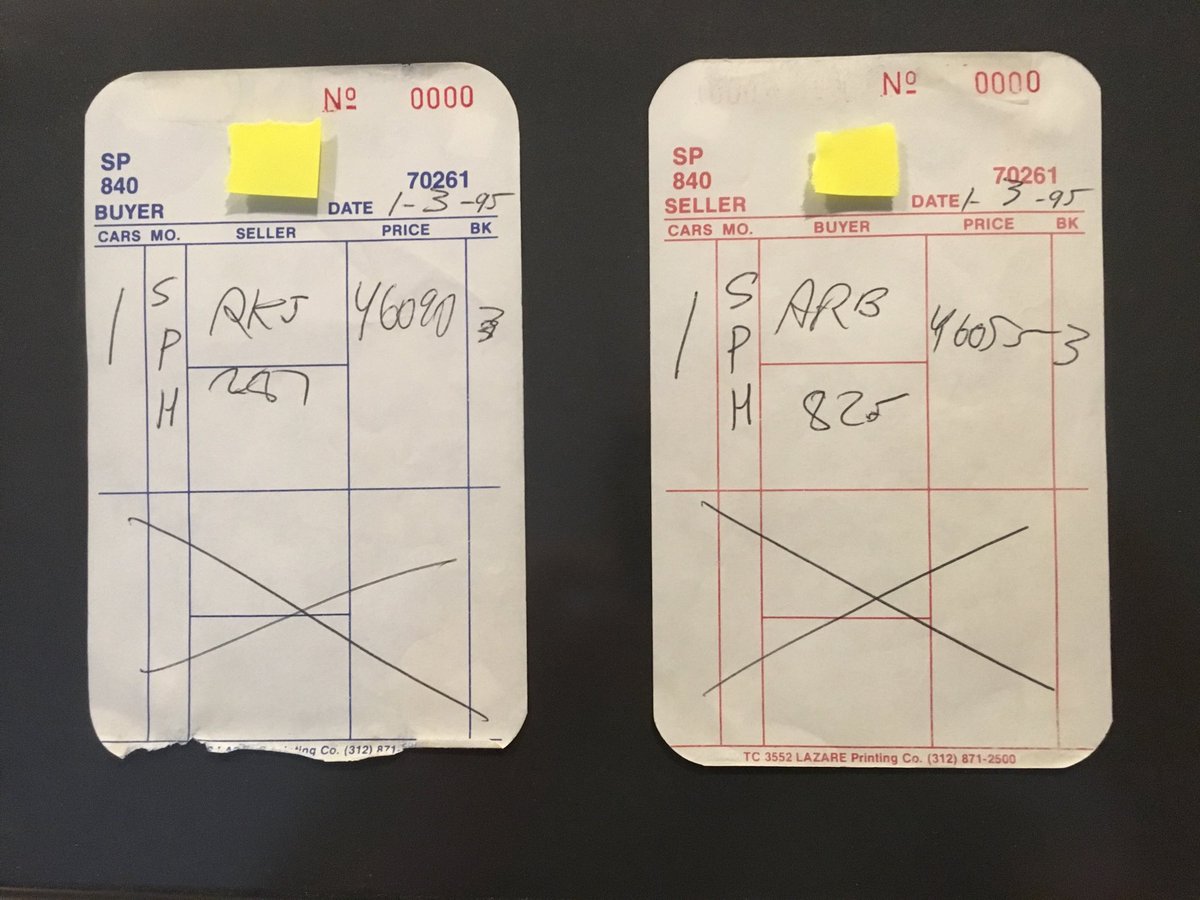 Nº 0000
SP
840
70261
BUYER
DATE 1-3-95
CARS MO. SELLER PRICE BK
1 S P H RKJ 46090 3
287
Co. (312) 871-
Nº 0000
SP
840
70261
SELLER
DATE 1-3-95
CARS MO. BUYER PRICE BK
1 S P H ARB 46055 3
825
TC 3552 LAZARE Printing Co. (312) 871-2500